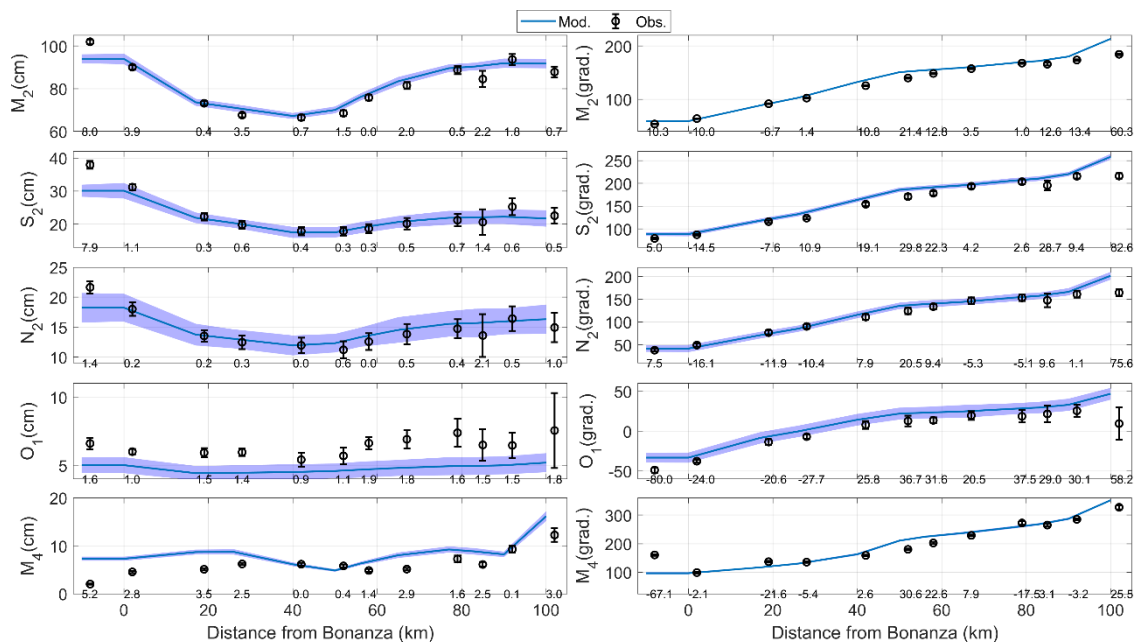 Mod. Obs.
100
80
60
M2(cm)
8.0 3.9 0.4 3.5 0.7 1.5 0.0 2.0 0.5 2.2 1.8 0.7
200
100
M2(grad.)
10.3 -10.0 -6.7 1.4 10.8 21.4 12.8 3.5 1.0 12.6 13.4 60.3
40
30
20
S2(cm)
7.9 1.1 0.3 0.6 0.4 0.3 0.3 0.5 0.7 1.4 0.6 0.5
250
200
150
100
S2(grad.)
5.0 -14.5 -7.6 10.9 19.1 29.8 22.3 4.2 2.6 28.7 9.4 82.6
25
20
15
10
N2(cm)
1.4 0.2 0.2 0.2 0.0 0.6 0.0 0.4 2.1 0.5 1.0
200
150
100
50
N2(grad.)
7.5 -16.1 -11.9 -10.4 7.9 20.5 9.4 -5.3 -5.1 9.6 1.1 75.6
10
5
O1(cm)
1.6 1.0 1.5 1.4 0.9 1.1 1.9 1.8 1.6 1.5 1.5 1.8
50
0
-50
O1(grad.)
-80.0 -24.0 -20.6 -27.7 25.8 36.7 31.6 20.5 37.5 29.0 30.1 58.2
20
10
0
M4(cm)
5.2 2.8 3.5 2.5 0.0 0.4 1.4 2.9 1.6 2.5 0.1 3.0
0 20 40 60 80 100
Distance from Bonanza (km)
300
200
100
M4(grad.)
-67.1 -2.1 -21.6 -5.4 2.6 30.6 22.6 7.9 -17.5 3.1 -3.2 25.5
0 20 40 60 80 100
Distance from Bonanza (km)